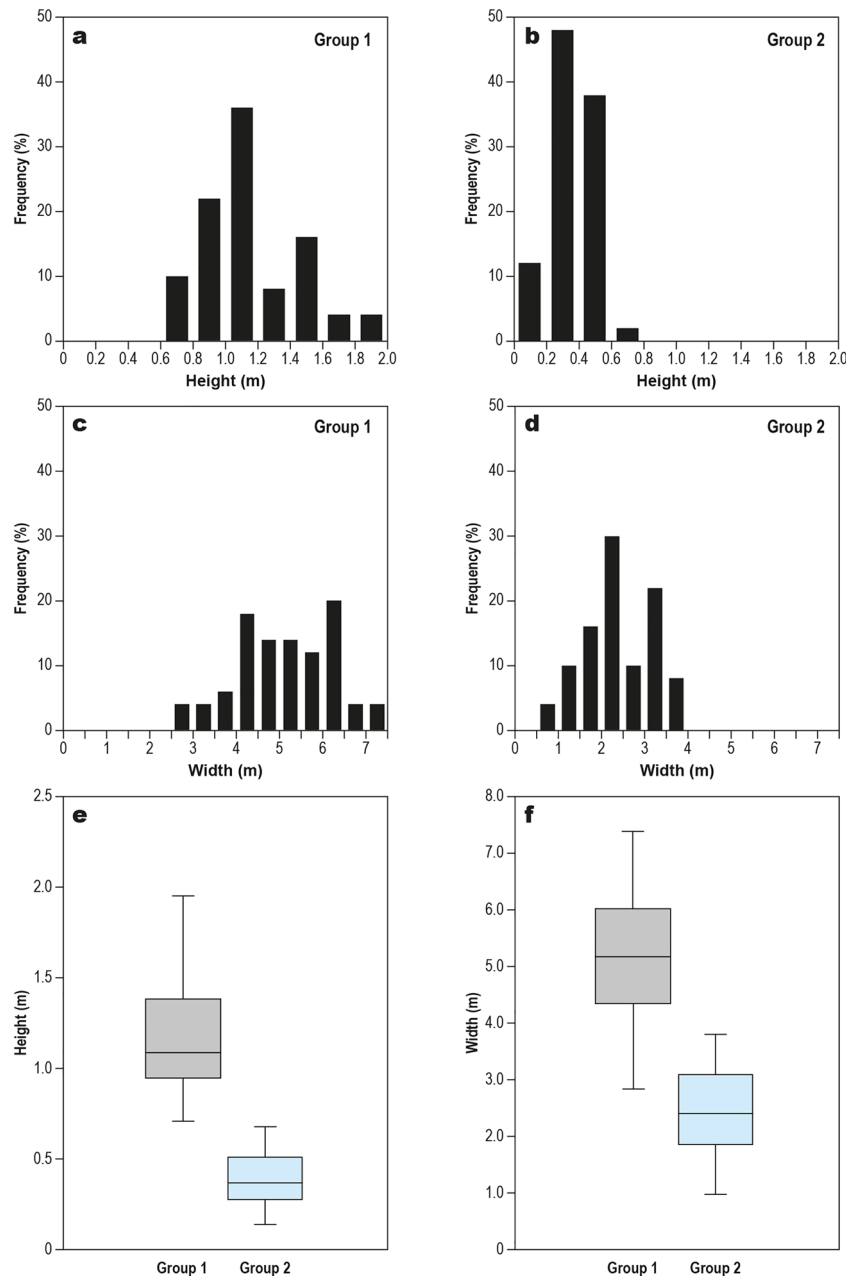 a
Group 1
50
40
30
20
10
0
Frequency (%)
0 0.2 0.4 0.6 0.8 1.0 1.2 1.4 1.6 1.8 2.0
Height (m)
b
Group 2
50
40
30
20
10
0
Frequency (%)
0 0.2 0.4 0.6 0.8 1.0 1.2 1.4 1.6 1.8 2.0
Height (m)
c
Group 1
50
40
30
20
10
0
Frequency (%)
0 1 2 3 4 5 6 7
Width (m)
d
Group 2
50
40
30
20
10
0
Frequency (%)
0 1 2 3 4 5 6 7
Width (m)
e
2.5
2.0
1.5
1.0
0.5
0
Height (m)
Group 1 Group 2
f
8.0
7.0
6.0
5.0
4.0
3.0
2.0
1.0
0
Width (m)
Group 1 Group 2